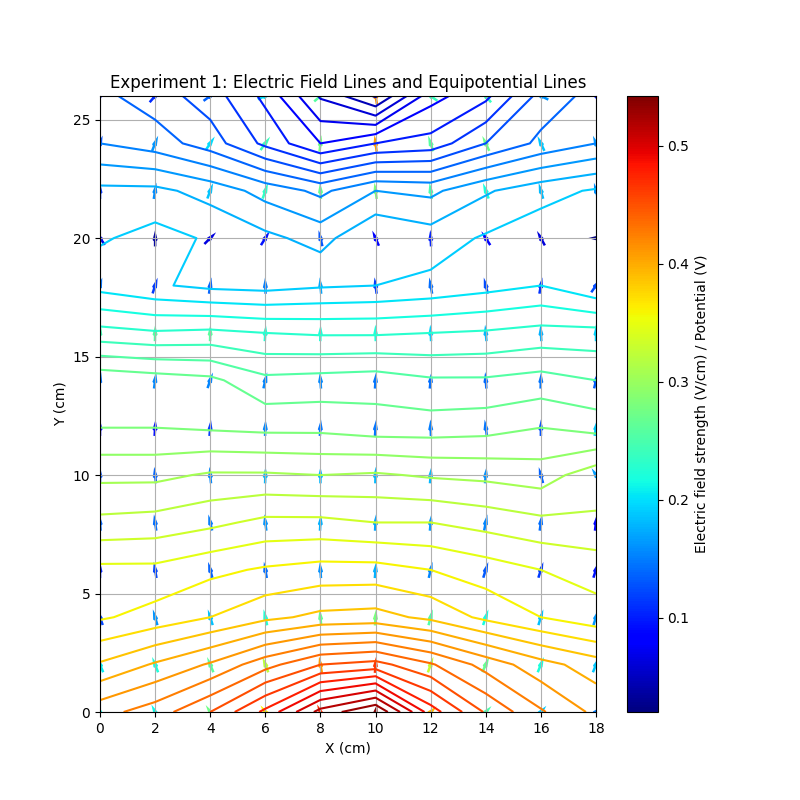 Experiment 1: Electric Field Lines and Equipotential Lines
25
20
15
10
5
0
Y (cm)
0 2 4 6 8 10 12 14 16 18
X (cm)
0.5
0.4
0.3
0.2
0.1
Electric field strength (V/cm) / Potential (V)